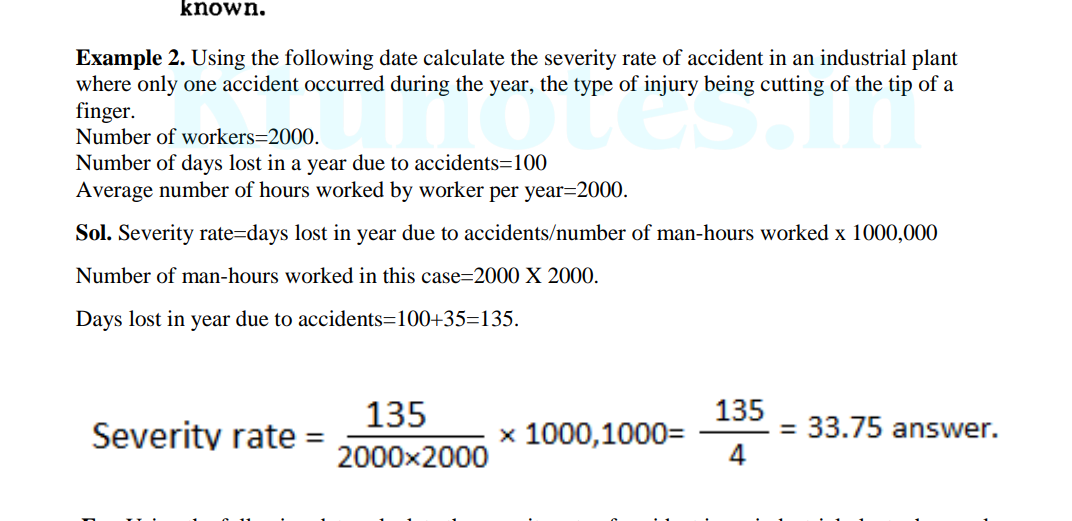 known.
Example 2. Using the following date calculate the severity rate of accident in an industrial plant
where only one accident occurred during the year, the type of injury being cutting of the tip of a
finger.
Number of workers=2000.
Number of days lost in a year due to accidents=100
Average number of hours worked by worker per year=2000.
Sol. Severity rate=days lost in year due to accidents/number of man-hours worked x 1000,000
Number of man-hours worked in this case=2000 X 2000.
Days lost in year due to accidents=100+35=135.
Severity rate = 135/2000×2000 × 1000,1000= 135/4 = 33.75 answer.
Ktunotes.in